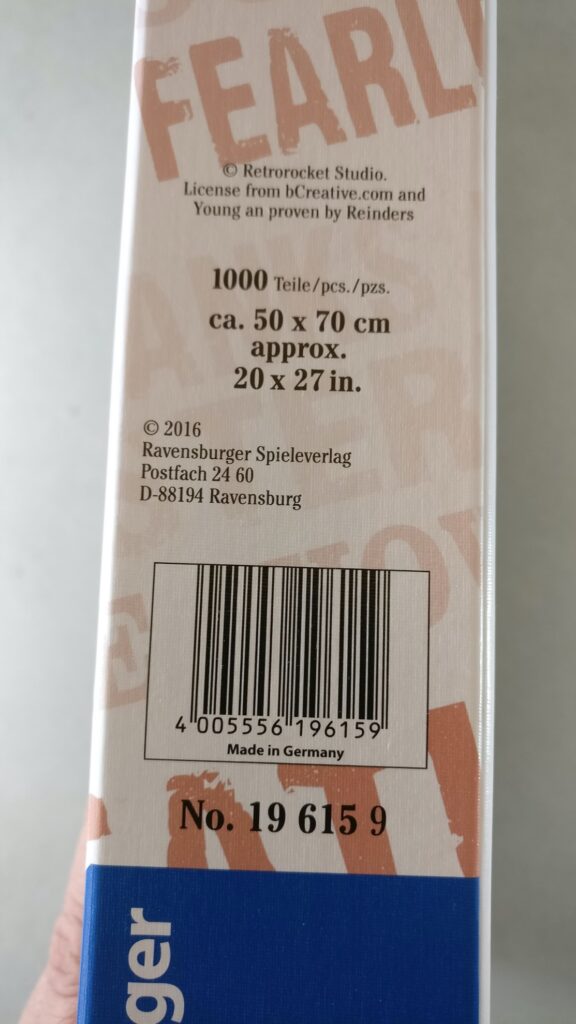 FEARL
© Retrorocket Studio.
License from bCreative.com and
Young an proven by Reinders
1000 Teile/pcs./pzs.
ca. 50 x 70 cm
approx.
20 x 27 in.
© 2016
Ravensburger Spieleverlag
Postfach 24 60
D-88194 Ravensburg
4 005556 196159
Made in Germany
No. 19 615 9
ger